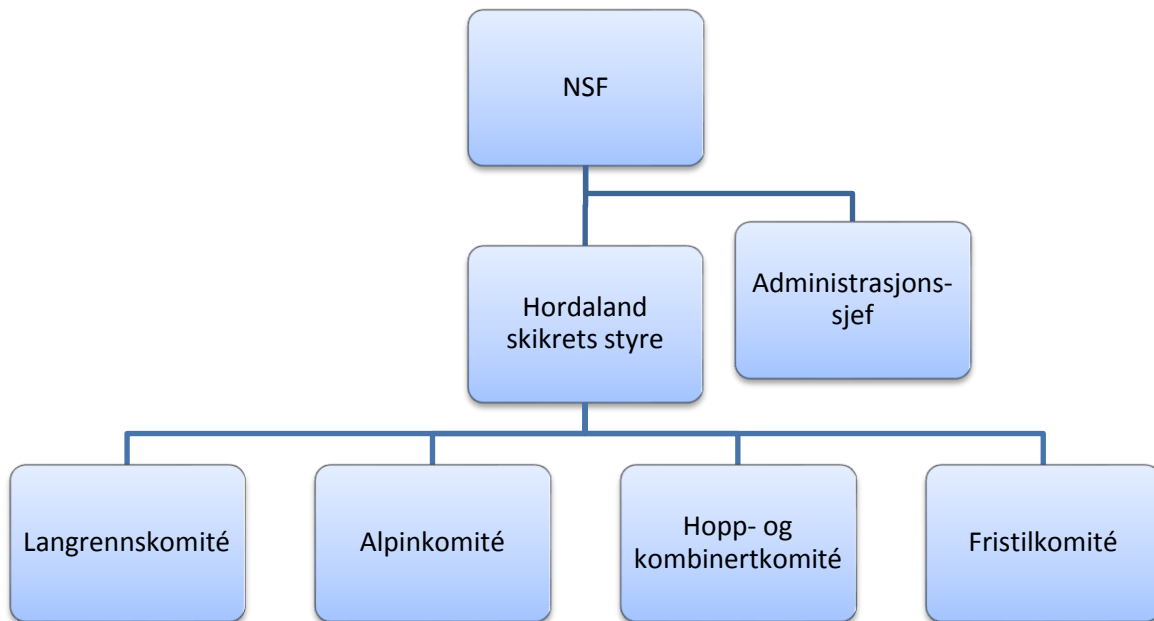 NSF
Hordaland
skikrets styre
Administrasjons-
sjef
Langrennskomité
Alpinkomité
Hopp- og
kombinertkomité
Fristilkomité